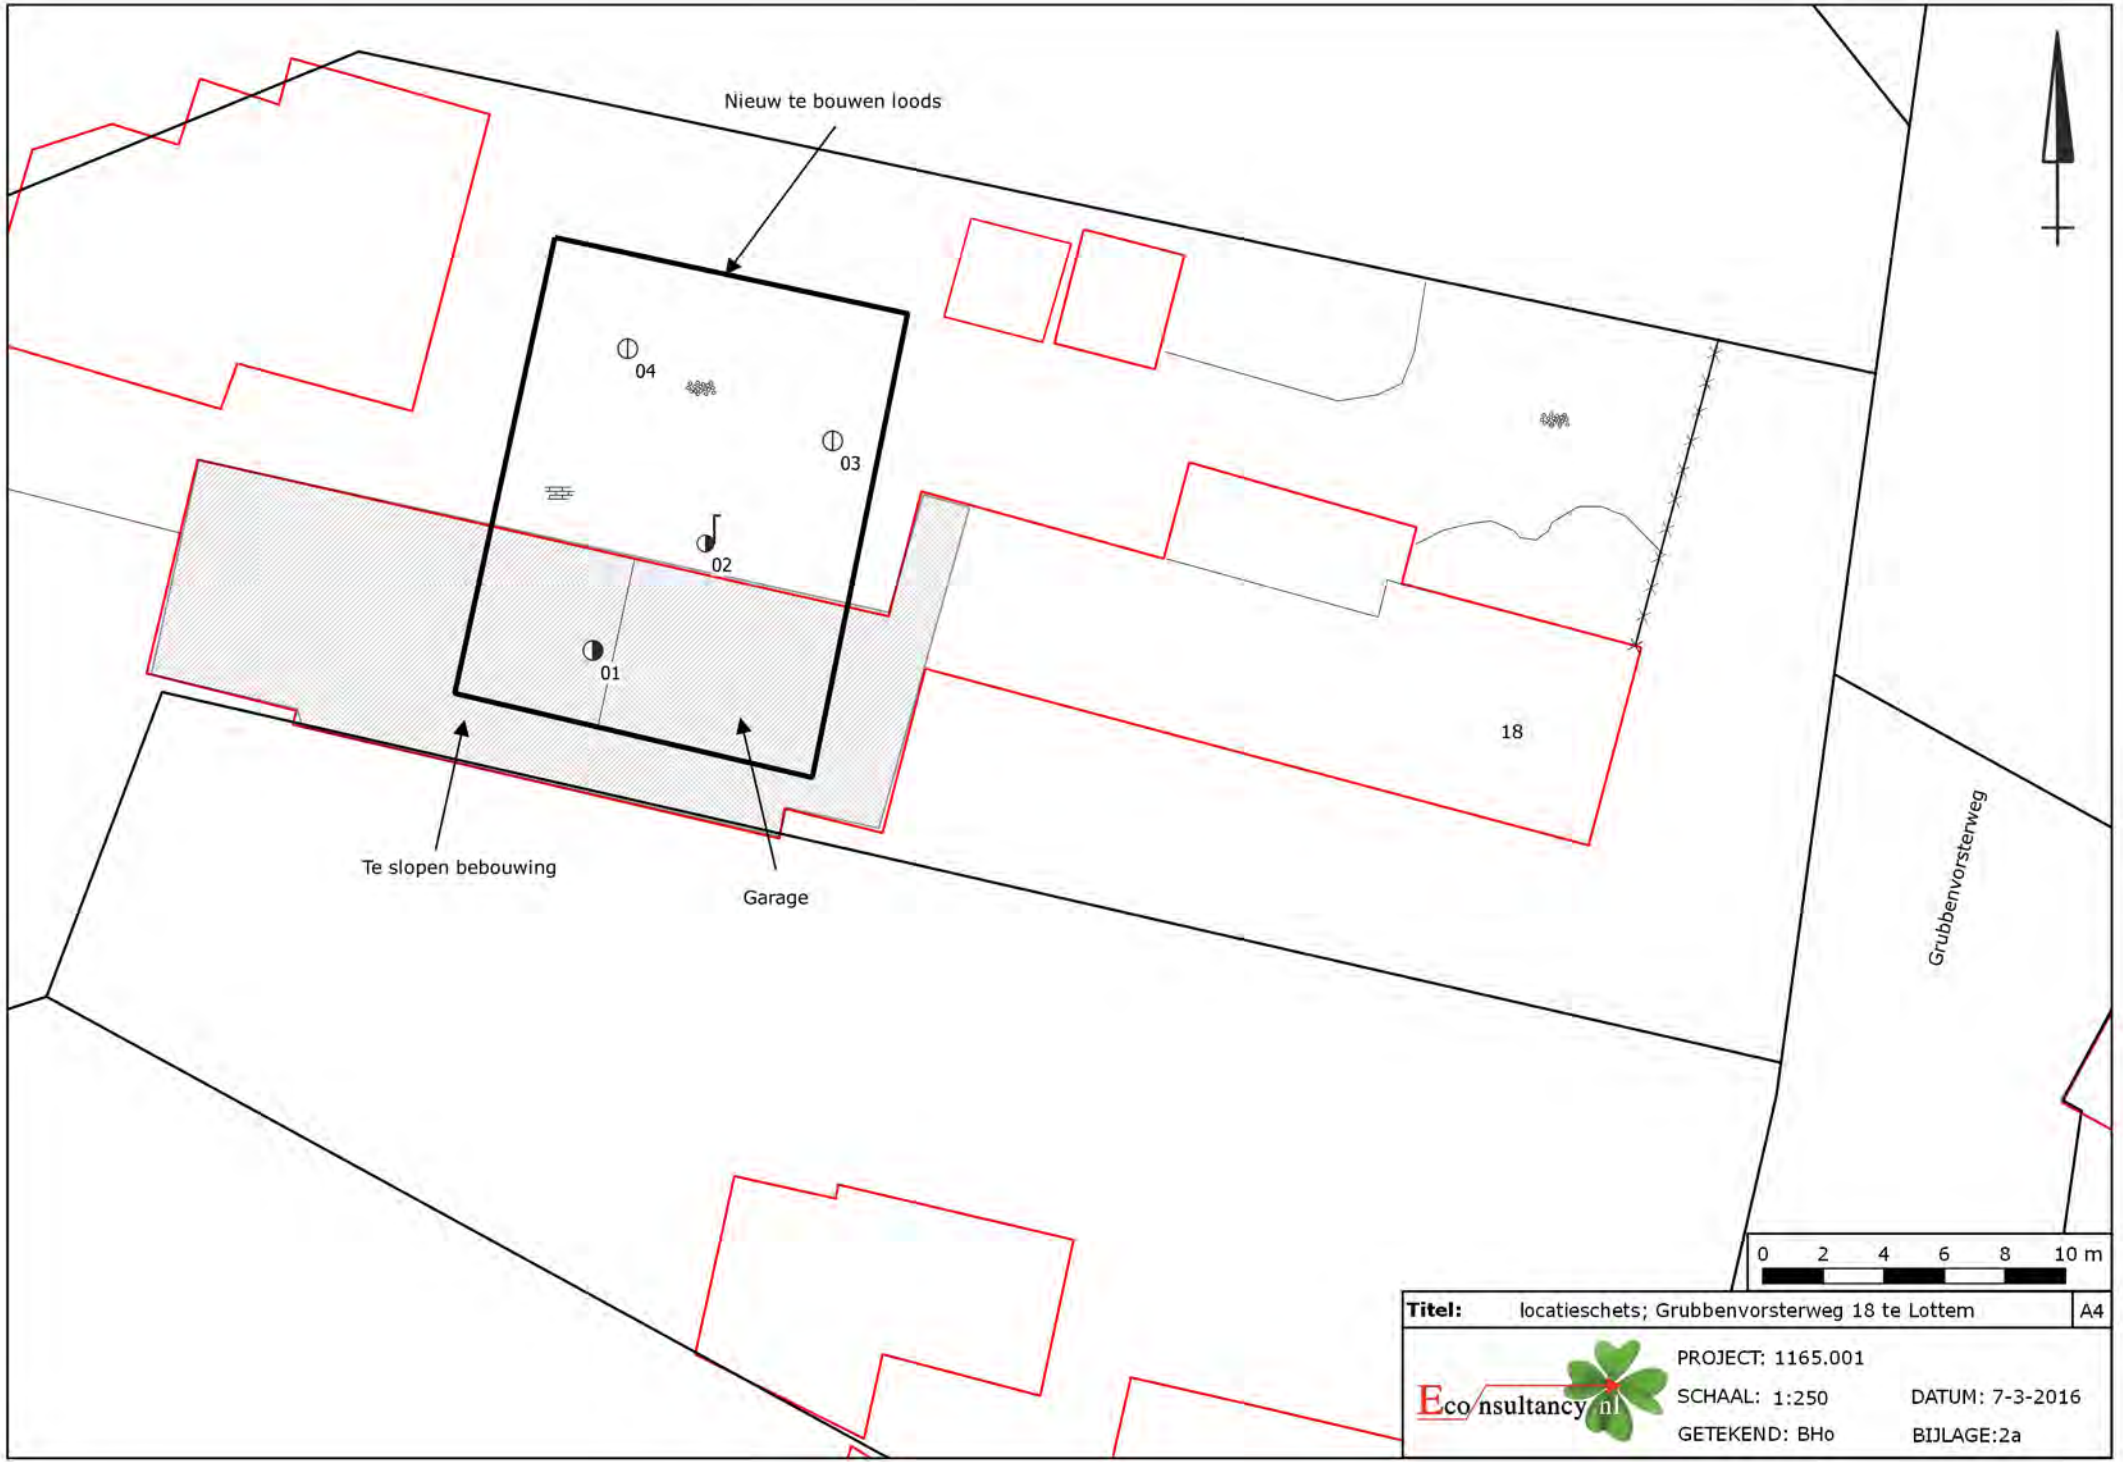 Nieuw te bouwen loods
04
03
02
01
18
Te slopen bebouwing
Garage
Grubbenvorsterweg
0 2 4 6 8 10 m
Titel: locatieschets; Grubbenvorsterweg 18 te Lottem A4
Econsultancy nl
PROJECT: 1165.001
SCHAAL: 1:250 DATUM: 7-3-2016
GETEKEND: BHo BIJLAGE:2a